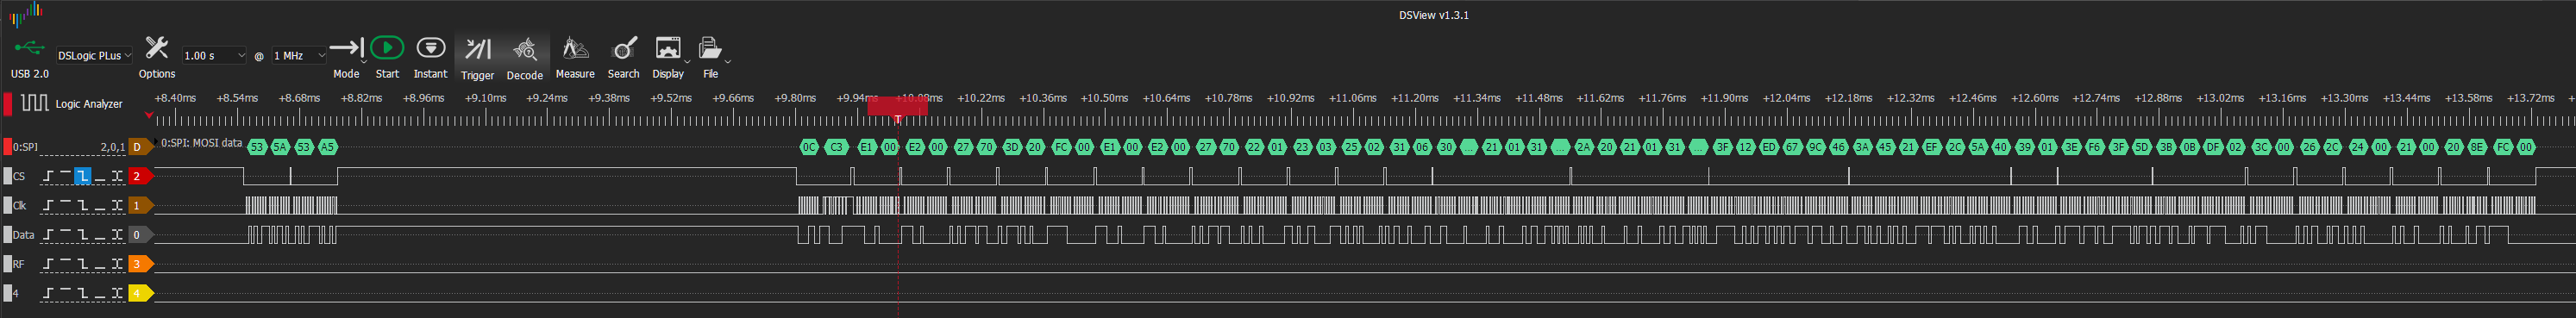 DSView v1.3.1
USB 2.0
DSLogic PLus
Options
1.00 s
@
1 MHz
Mode
Start
Instant
Trigger
Decode
Measure
Search
Display
File
Logic Analyzer
+8.40ms +8.54ms +8.68ms +8.82ms +8.96ms +9.10ms +9.24ms +9.38ms +9.52ms +9.66ms +9.80ms +9.94ms +10.08ms +10.22ms +10.36ms +10.50ms +10.64ms +10.78ms +10.92ms +11.06ms +11.20ms +11.34ms +11.48ms +11.62ms +11.76ms +11.90ms +12.04ms +12.18ms +12.32ms +12.46ms +12.60ms +12.74ms +12.88ms +13.02ms +13.16ms +13.30ms +13.44ms +13.58ms +13.72ms
T
0:SPI 2,0,1 D 0:SPI: MOSI data 53 5A 53 A5 0C C3 E1 00 E2 00 27 70 3D 20 FC 00 E1 00 E2 00 27 70 22 01 23 03 25 02 31 06 30 ... 21 01 31 ... 2A 20 21 01 31 ... 3F 12 ED 67 9C 46 3A 45 21 EF 2C 5A 40 39 01 3E F6 3F 5D 3B 0B DF 02 3C 00 26 2C 24 00 21 00 20 8E FC 00
CS 2
Clk 1
Data 0
RF 3
4 4